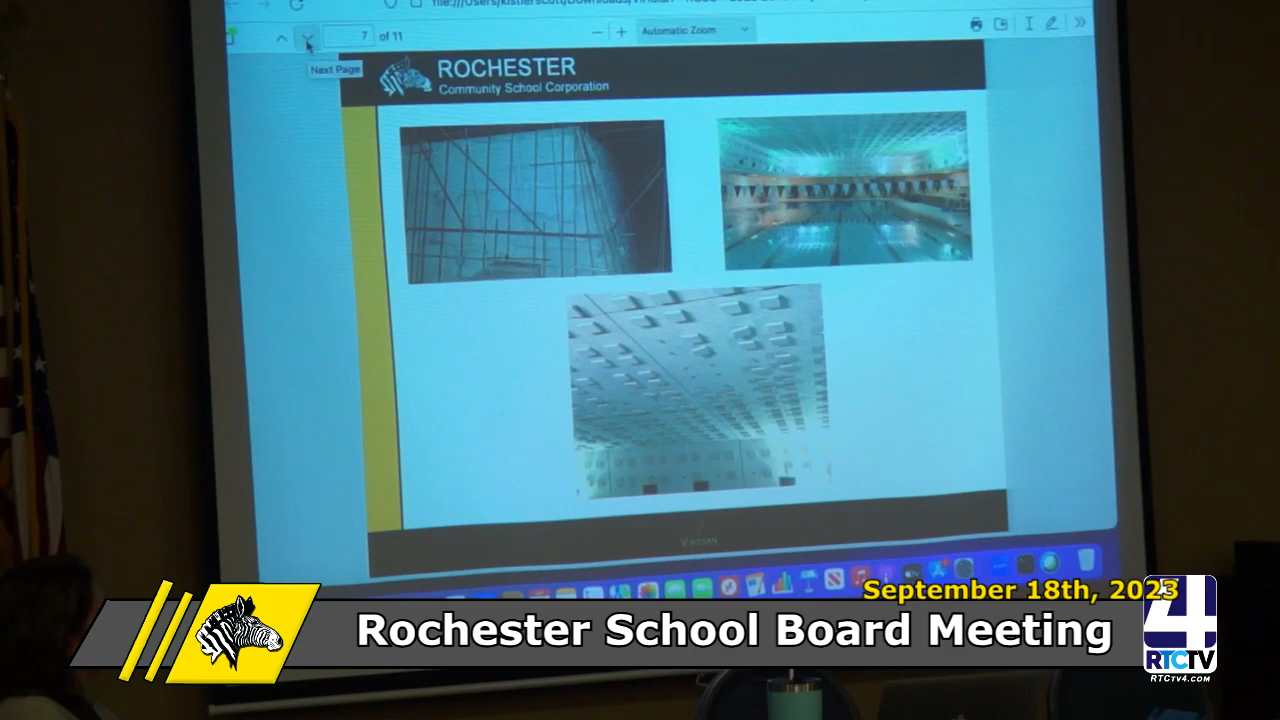 7 of 11
Automatic Zoom
Next Page
ROCHESTER
Community School Corporation
VIRIDIAN
September 18th, 2023
Rochester School Board Meeting
4
RTCTV
RTCTV4.COM